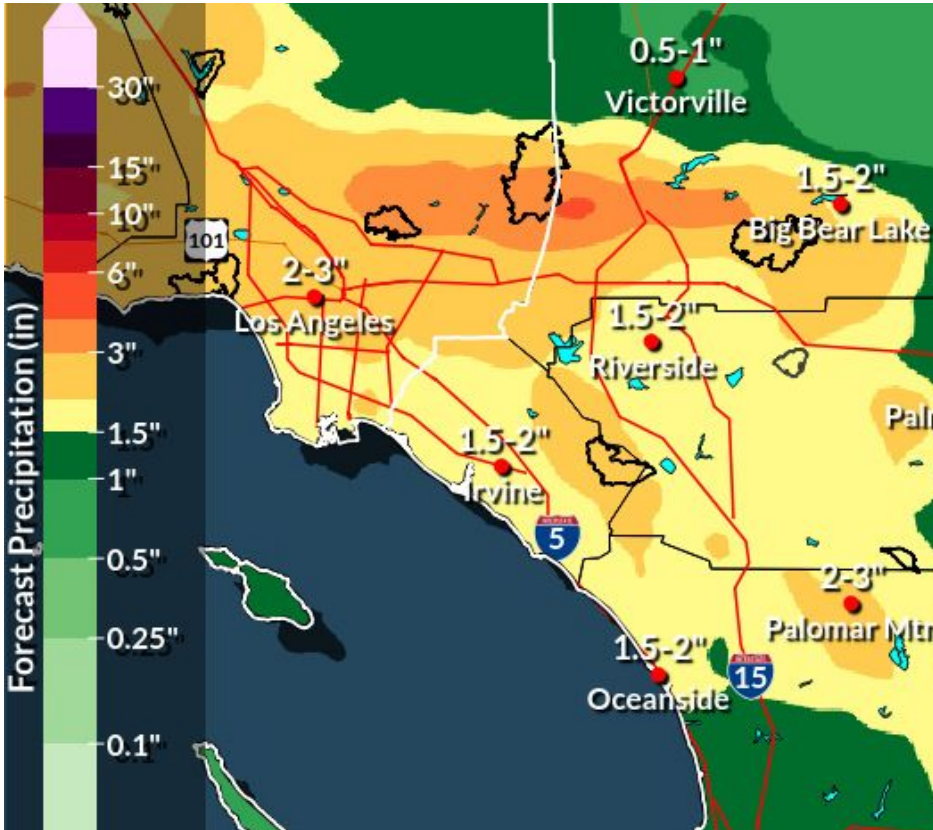 Forecast Precipitation (in)
30"
15"
10"
6"
3"
1.5"
1"
0.5"
0.25"
0.1"
0.5-1"
Victorville
1.5-2"
Big Bear Lake
101
2-3"
Los Angeles
1.5-2"
Riverside
Pal
1.5-2"
Irvine
5
2-3"
Palomar Mtn
1.5-2"
Oceanside
15